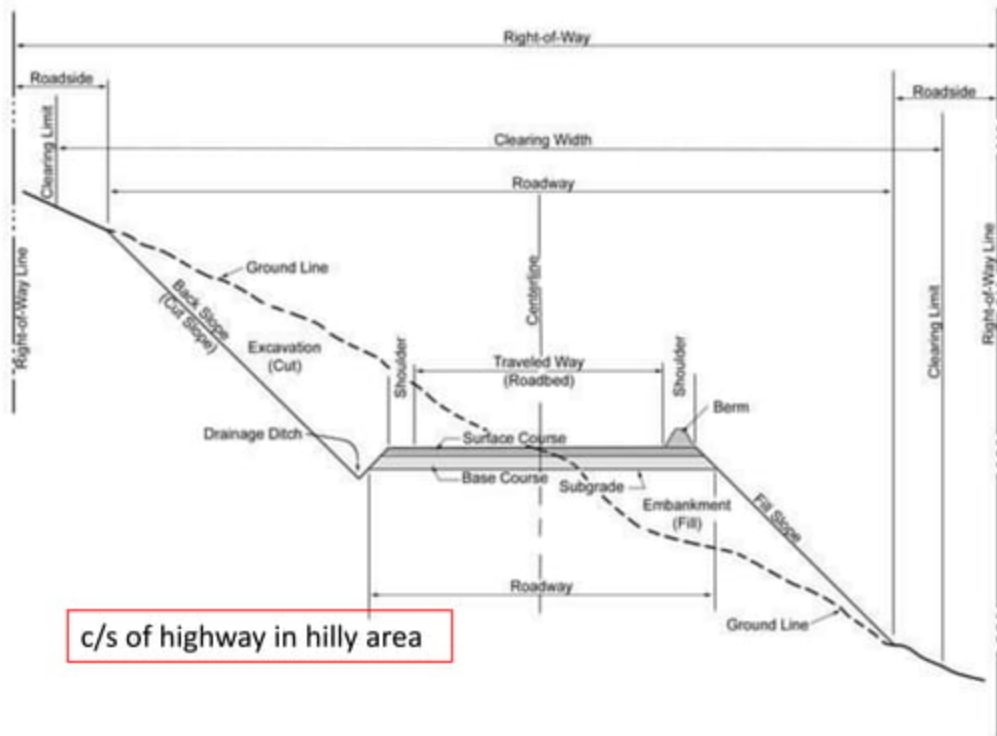 Right-of-Way
Roadside
Roadside
Clearing Limit
Clearing Width
Roadway
Right-of-Way Line
Right-of-Way Line
Ground Line
Centerline
Back Slope
(Cut Slope)
Excavation
(Cut)
Shoulder
Traveled Way
(Roadbed)
Shoulder
Clearing Limit
Berm
Drainage Ditch
Surface Course
Base Course
Subgrade
Embankment
(Fill)
Fill Slope
Roadway
Ground Line
c/s of highway in hilly area